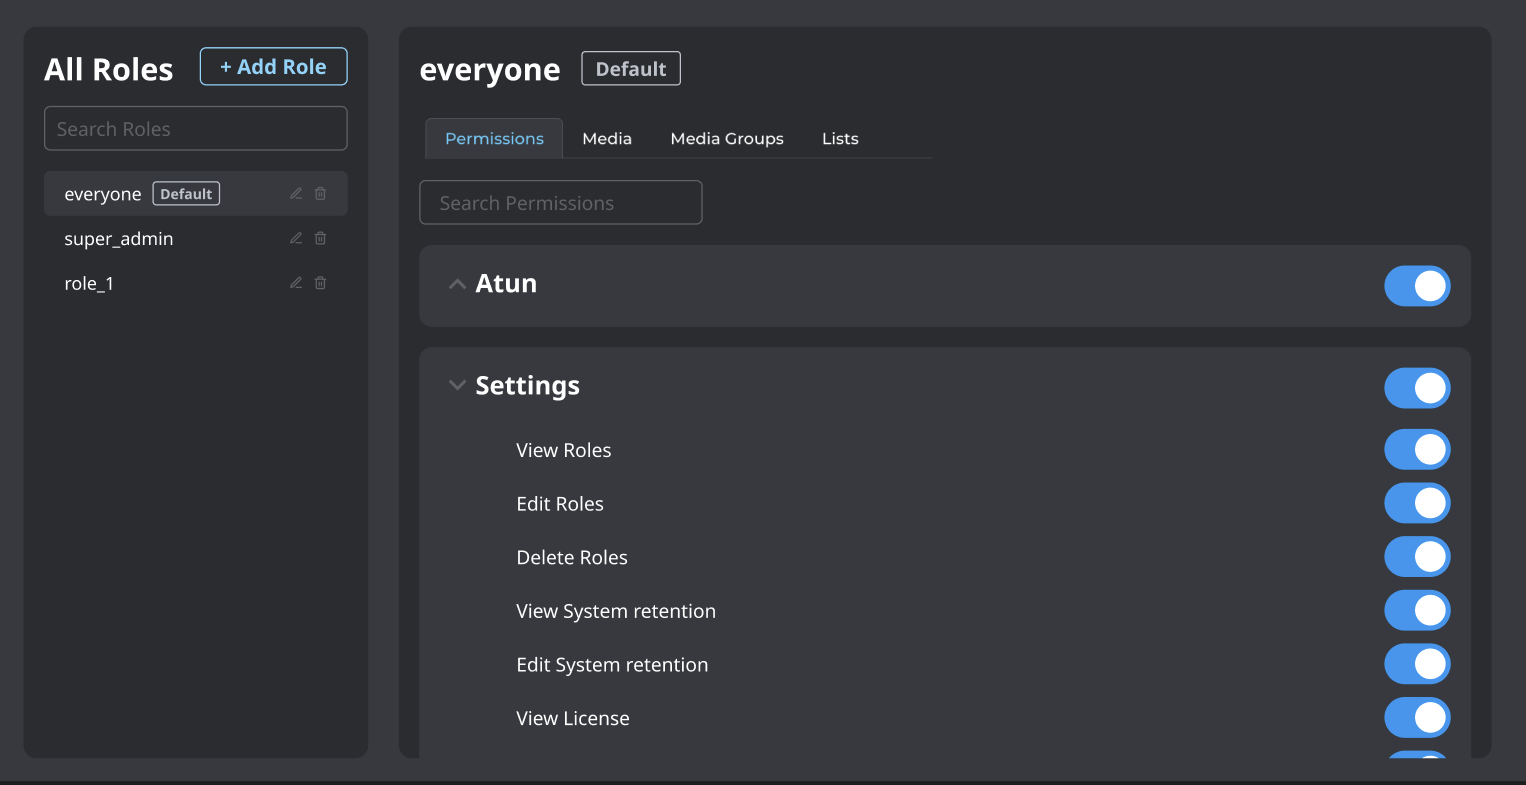 All Roles
+ Add Role
Search Roles
everyone Default
super_admin
role_1
everyone Default
Permissions Media Media Groups Lists
Search Permissions
Atun
Settings
View Roles
Edit Roles
Delete Roles
View System retention
Edit System retention
View License